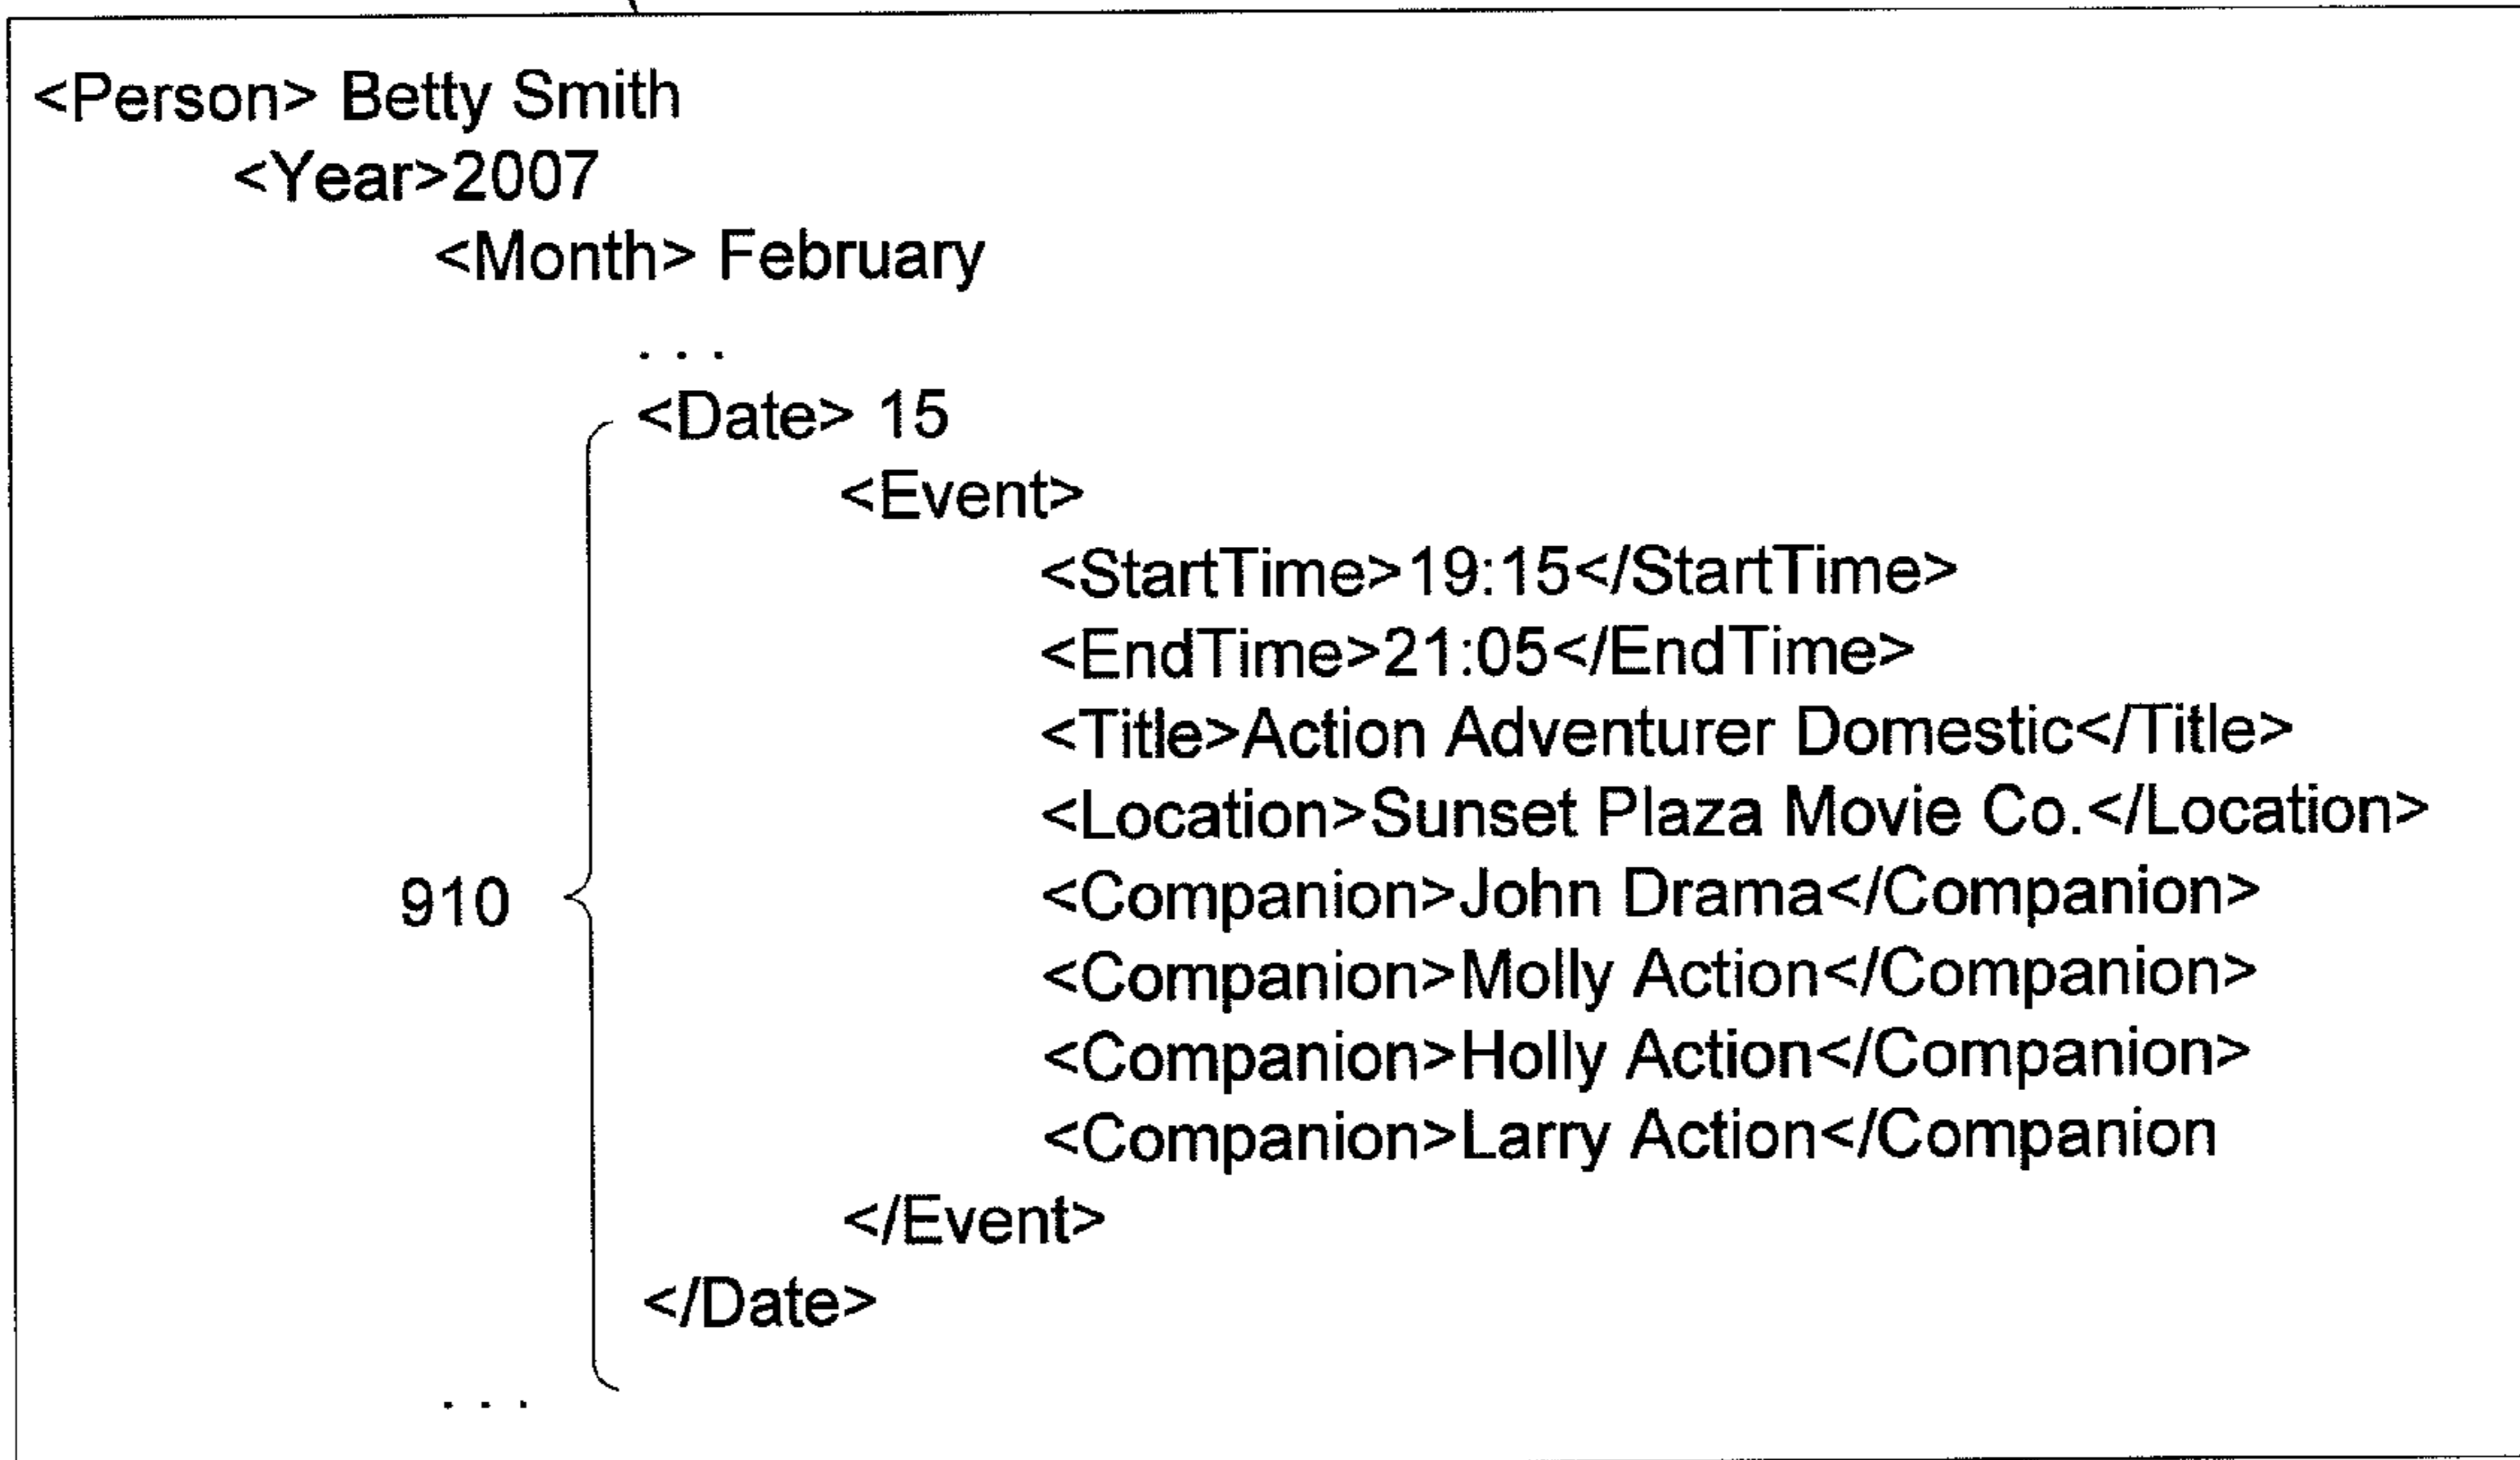 <Person> Betty Smith
<Year>2007
<Month> February
. . .
<Date> 15
<Event>
<StartTime>19:15</StartTime>
<EndTime>21:05</EndTime>
<Title>Action Adventurer Domestic</Title>
<Location>Sunset Plaza Movie Co.</Location>
910
<Companion>John Drama</Companion>
<Companion>Molly Action</Companion>
<Companion>Holly Action</Companion>
<Companion>Larry Action</Companion
</Event>
</Date>
. . .